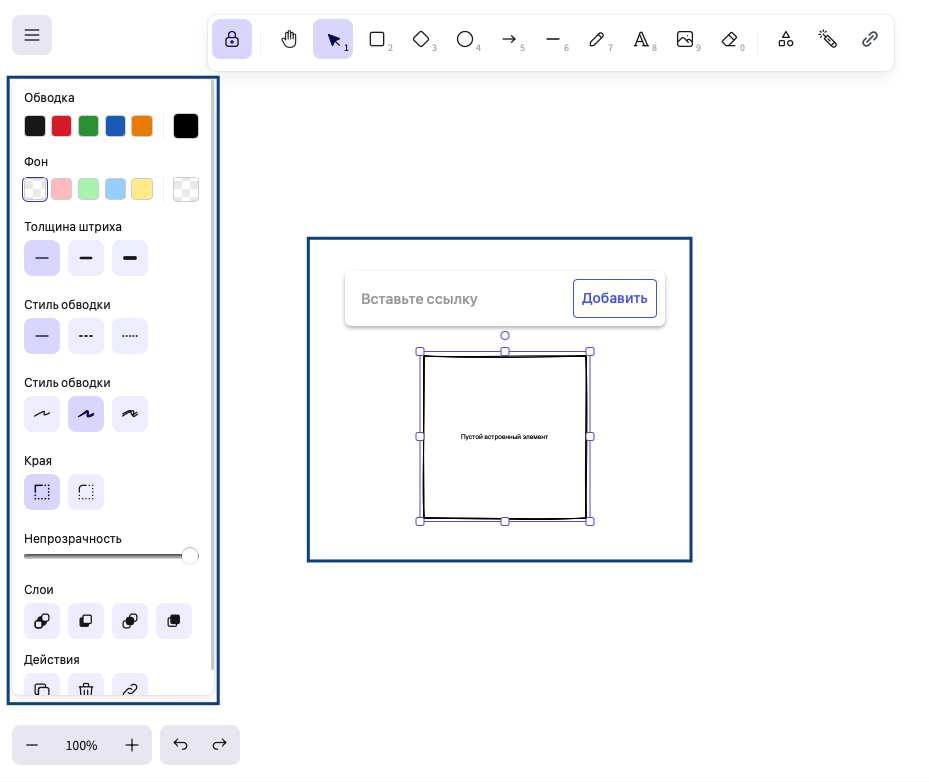 1
2
3
4
5
6
7
A
8
9
0
Обводка
Фон
Толщина штриха
Стиль обводки
Стиль обводки
Края
Непрозрачность
Слои
Действия
Вставьте ссылку
Добавить
Пустой встроенный элемент
100%